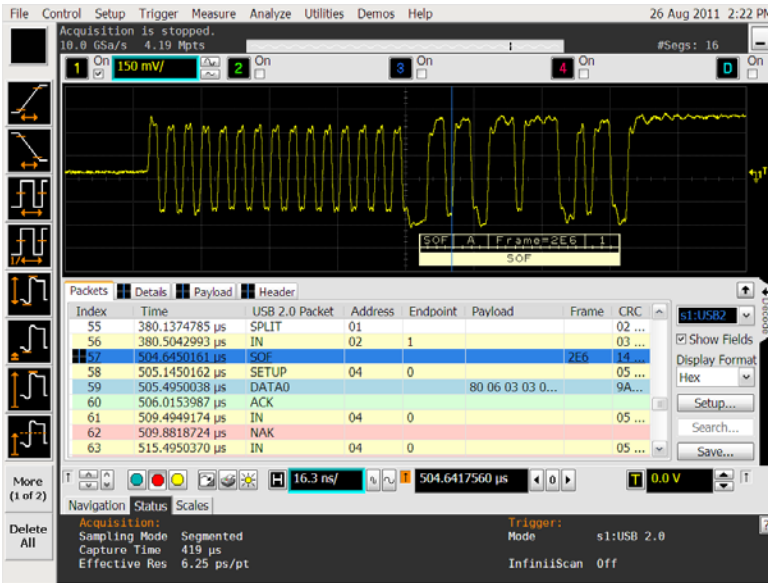 File Control Setup Trigger Measure Analyze Utilities Demos Help 26 Aug 2011 2:22 PM
Acquisition is stopped.
10.0 GSa/s 4.19 Mpts #Segs: 16
1 On 150 mV/ 2 On 3 On 4 On D On
T
SOF A Frame=2E6 1
SOF
Packets Details Payload Header
Index Time USB 2.0 Packet Address Endpoint Payload Frame CRC
55 380.1374785 µs SPLIT 01 02 ...
56 380.5042993 µs IN 02 1 03 ...
57 504.6450161 µs SOF 2E6 14 ...
58 505.1450162 µs SETUP 04 0 05 ...
59 505.4950038 µs DATA0 80 06 03 03 0... 9A...
60 506.0153987 µs ACK
61 509.4949174 µs IN 04 0 05 ...
62 509.8818724 µs NAK
63 515.4950370 µs IN 04 0 05 ...
s1:USB2
Decode
Show Fields
Display Format
Hex
Setup...
Search...
Save...
More
(1 of 2)
Delete
All
T H 16.3 ns/ T 504.6417560 µs 0 T 0.0 V T
Navigation Status Scales
Acquisition: Trigger:
Sampling Mode Segmented Mode s1:USB 2.0
Capture Time 419 µs
Effective Res 6.25 ps/pt InfiniiScan Off
?